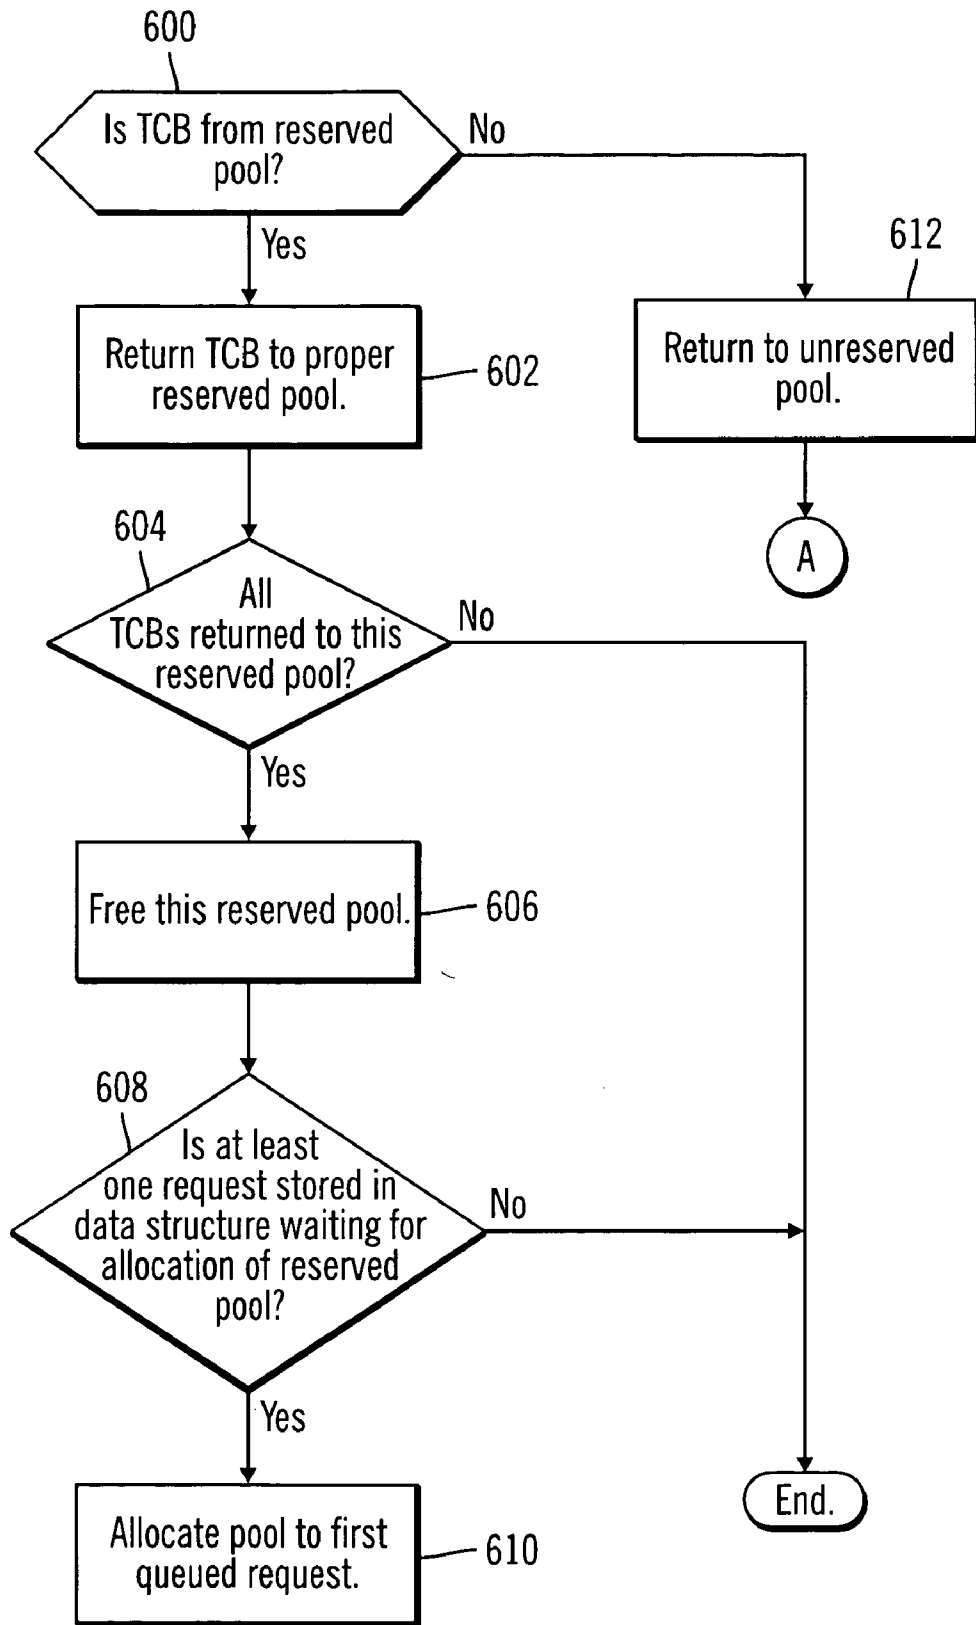 600
Is TCB from reserved
pool?
No
Yes
612
Return TCB to proper
reserved pool.
602
Return to unreserved
pool.
604
A
All
TCBs returned to this
reserved pool?
No
Yes
Free this reserved pool.
606
608
Is at least
one request stored in
data structure waiting for
allocation of reserved
pool?
No
Yes
Allocate pool to first
queued request.
610
End.